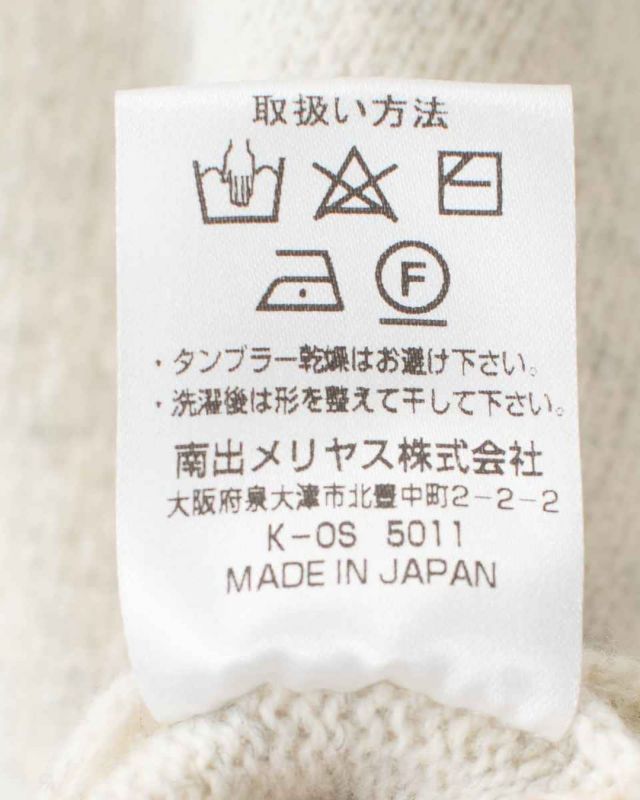 取扱い方法
F
・タンブラー乾燥はお避け下さい。
・洗濯後は形を整えて干して下さい。
南出メリヤス株式会社
大阪府泉大津市北豊中町2-2-2
K-OS 5011
MADE IN JAPAN